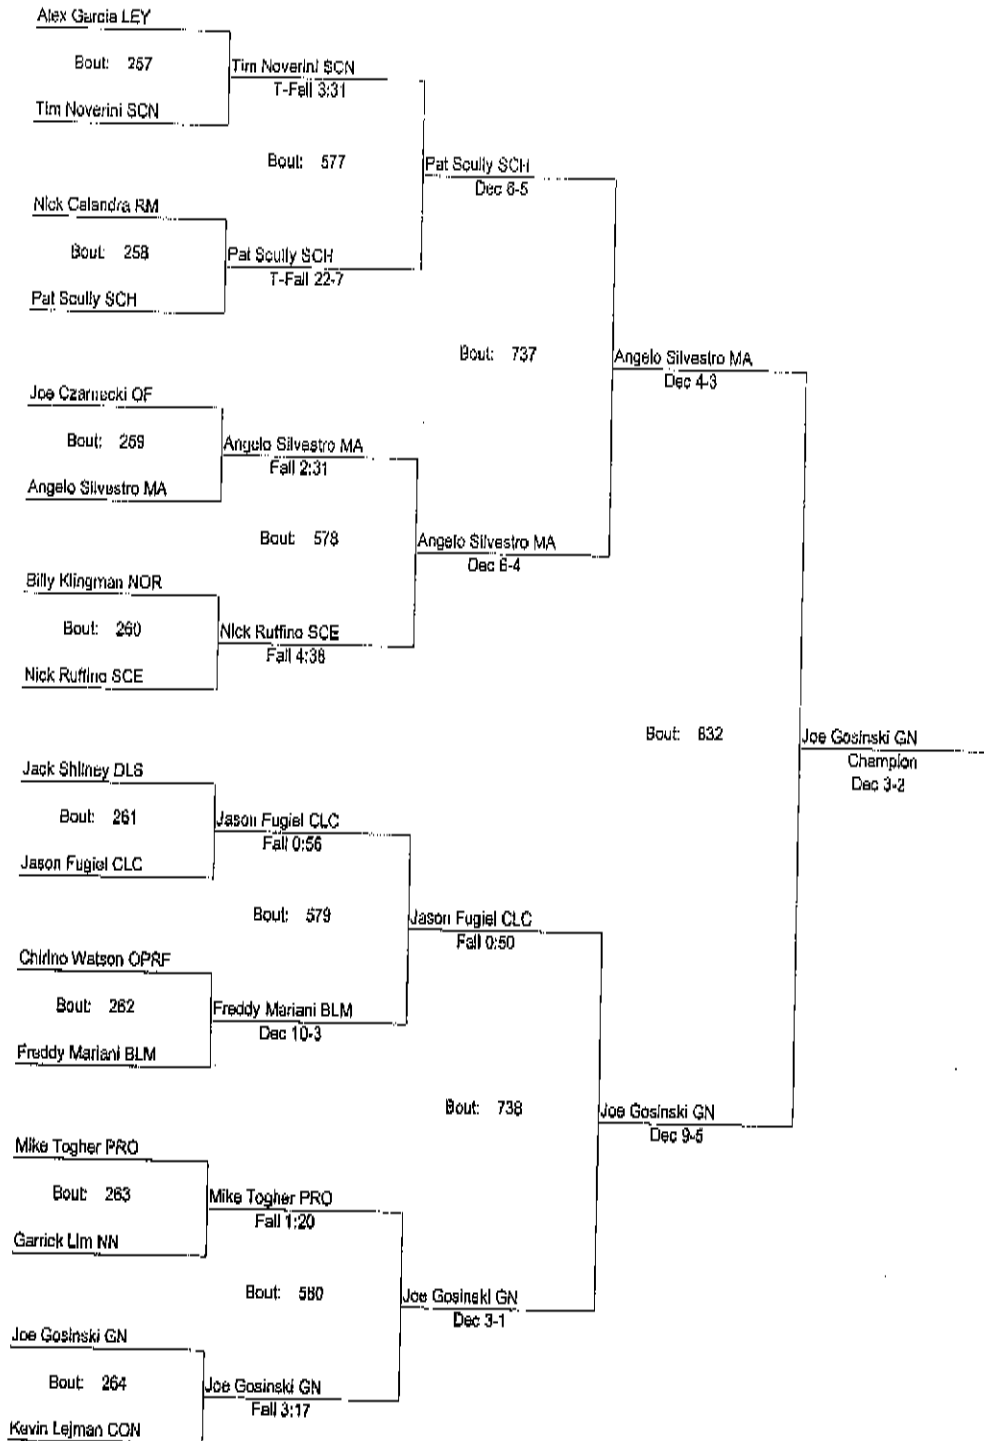 Alex Garcia LEY
Bout: 257
Tim Noverini SCN
T-Fall 3:31
Tim Noverini SCN
Bout: 577
Pat Scully SCH
Dec 6-5
Nick Calandra RM
Bout: 258
Pat Scully SCH
T-Fall 22-7
Pat Scully SCH
Bout: 737
Angelo Silvestro MA
Dec 4-3
Joe Czarnecki OF
Bout: 259
Angelo Silvestro MA
Fall 2:31
Angelo Silvestro MA
Bout: 578
Angelo Silvestro MA
Dec 6-4
Billy Klingman NOR
Bout: 260
Nick Ruffino SCE
Fall 4:38
Nick Ruffino SCE
Bout: 832
Joe Gosinski GN
Champion
Dec 3-2
Jack Shilney DLS
Bout: 261
Jason Fugiel CLC
Fall 0:56
Jason Fugiel CLC
Bout: 579
Jason Fugiel CLC
Fall 0:50
Chirino Watson OPRF
Bout: 262
Freddy Mariani BLM
Dec 10-3
Freddy Mariani BLM
Bout: 738
Joe Gosinski GN
Dec 9-5
Mike Togher PRO
Bout: 263
Mike Togher PRO
Fall 1:20
Garrick Lim NN
Bout: 580
Joe Gosinski GN
Dec 3-1
Joe Gosinski GN
Bout: 264
Joe Gosinski GN
Fall 3:17
Kevin Lejman CON